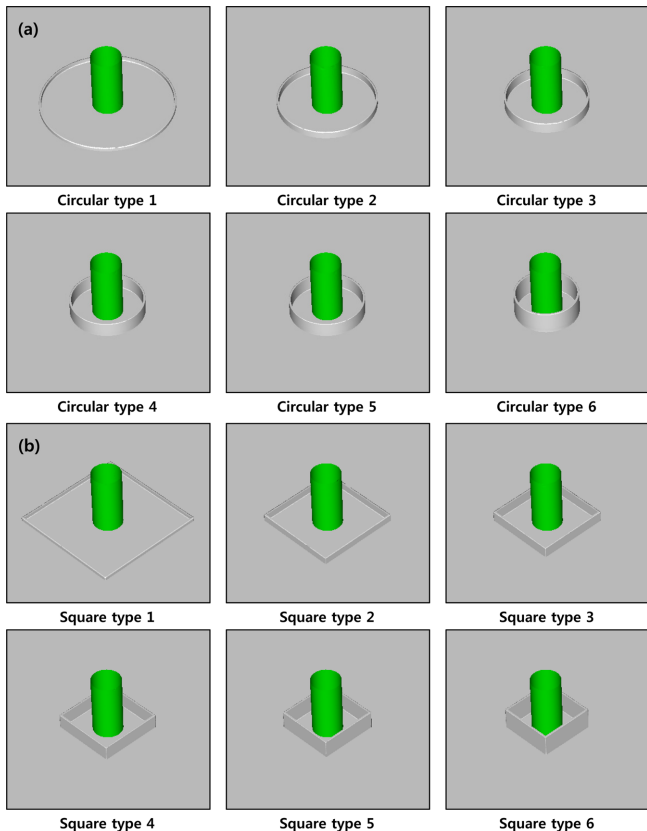 (a)
Circular type 1
Circular type 2
Circular type 3
Circular type 4
Circular type 5
Circular type 6
(b)
Square type 1
Square type 2
Square type 3
Square type 4
Square type 5
Square type 6